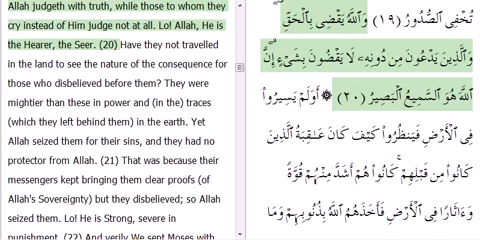 Allah judgeth with truth, while those to whom they
cry instead of Him judge not at all. Lo! Allah, He is
the Hearer, the Seer. (20) Have they not travelled
in the land to see the nature of the consequence for
those who disbelieved before them? They were
mightier than these in power and (in the) traces
(which they left behind them) in the earth. Yet
Allah seized them for their sins, and they had no
protector from Allah. (21) That was because their
messengers kept bringing them clear proofs (of
Allah's Sovereignty) but they disbelieved; so Allah
seized them. Lo! He is Strong, severe in
punishment. (22) And verily We sent Moses with
تُخْفِى ٱلصُّدُورُ ﴿١٩﴾ وَٱللَّهُ يَقْضِى بِٱلْحَقِّ ۖ
وَٱلَّذِينَ يَدْعُونَ مِن دُونِهِۦ لَا يَقْضُونَ بِشَىْءٍ ۗ إِنَّ
ٱللَّهَ هُوَ ٱلسَّمِيعُ ٱلْبَصِيرُ ﴿٢٠﴾ ۞ أَوَلَمْ يَسِيرُوا۟
فِى ٱلْأَرْضِ فَيَنظُرُوا۟ كَيْفَ كَانَ عَـٰقِبَةُ ٱلَّذِينَ
كَانُوا۟ مِن قَبْلِهِمْ ۚ كَانُوا۟ هُمْ أَشَدَّ مِنْهُمْ قُوَّةً
وَءَاثَارًا فِى ٱلْأَرْضِ فَأَخَذَهُمُ ٱللَّهُ بِذُنُوبِهِمْ وَمَا